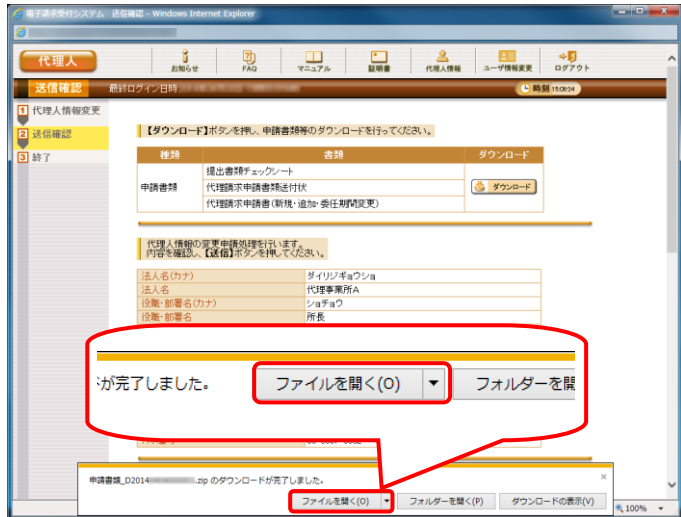 電子請求受付システム 送信確認 - Windows Internet Explorer
代理人
お知らせ
FAQ
マニュアル
証明書
代理人情報
ユーザ情報変更
ログアウト
送信確認
最終ログイン日時
時刻 15:09:24
1 代理人情報変更
2 送信確認
3 終了
【ダウンロード】ボタンを押し、申請書類等のダウンロードを行ってください。
種類 書類 ダウンロード
申請書類
提出書類チェックシート
代理請求申請書類送付状
代理請求申請書(新規・追加・委任期間変更)
ダウンロード
代理人情報の変更申請処理を行います。
内容を確認し、【送信】ボタンを押してください。
法人名(カナ) ダイリジギョウショ
法人名 代理事業所A
役職・部署名(カナ) ショチョウ
役職・部署名 所長
が完了しました。
ファイルを開く(O) ▼
フォルダーを開
申請書類_D2014
.zip のダウンロードが完了しました。
×
ファイルを開く(O) ▼
フォルダーを開く(P)
ダウンロードの表示(V)
100%